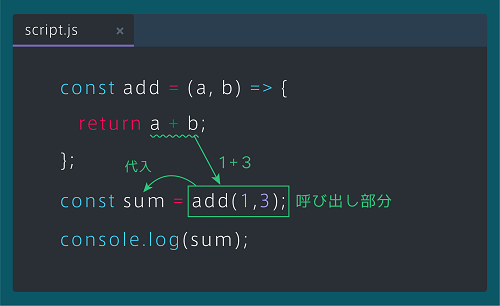 script.js ×
const add = (a, b) => {
return a + b;
1+3
};
代入
const sum = add(1,3); 呼び出し部分
console.log(sum);